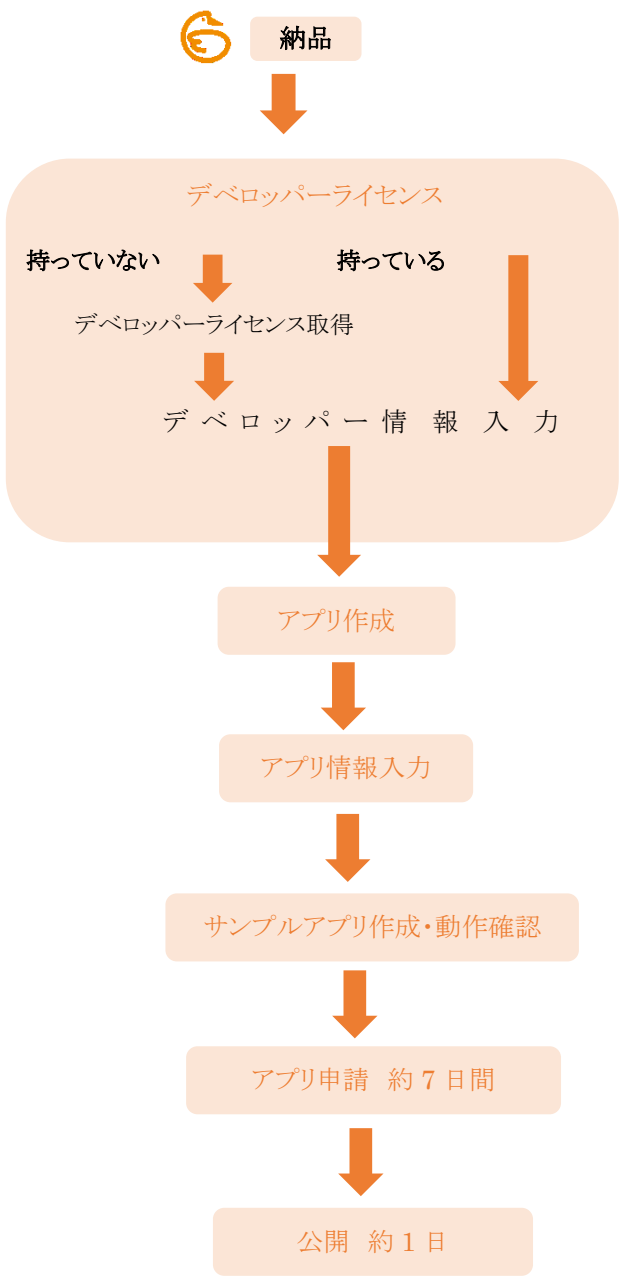 納品
デベロッパーライセンス
持っていない
持っている
デベロッパーライセンス取得
デベロッパー情報入力
アプリ作成
アプリ情報入力
サンプルアプリ作成・動作確認
アプリ申請 約7日間
公開 約1日